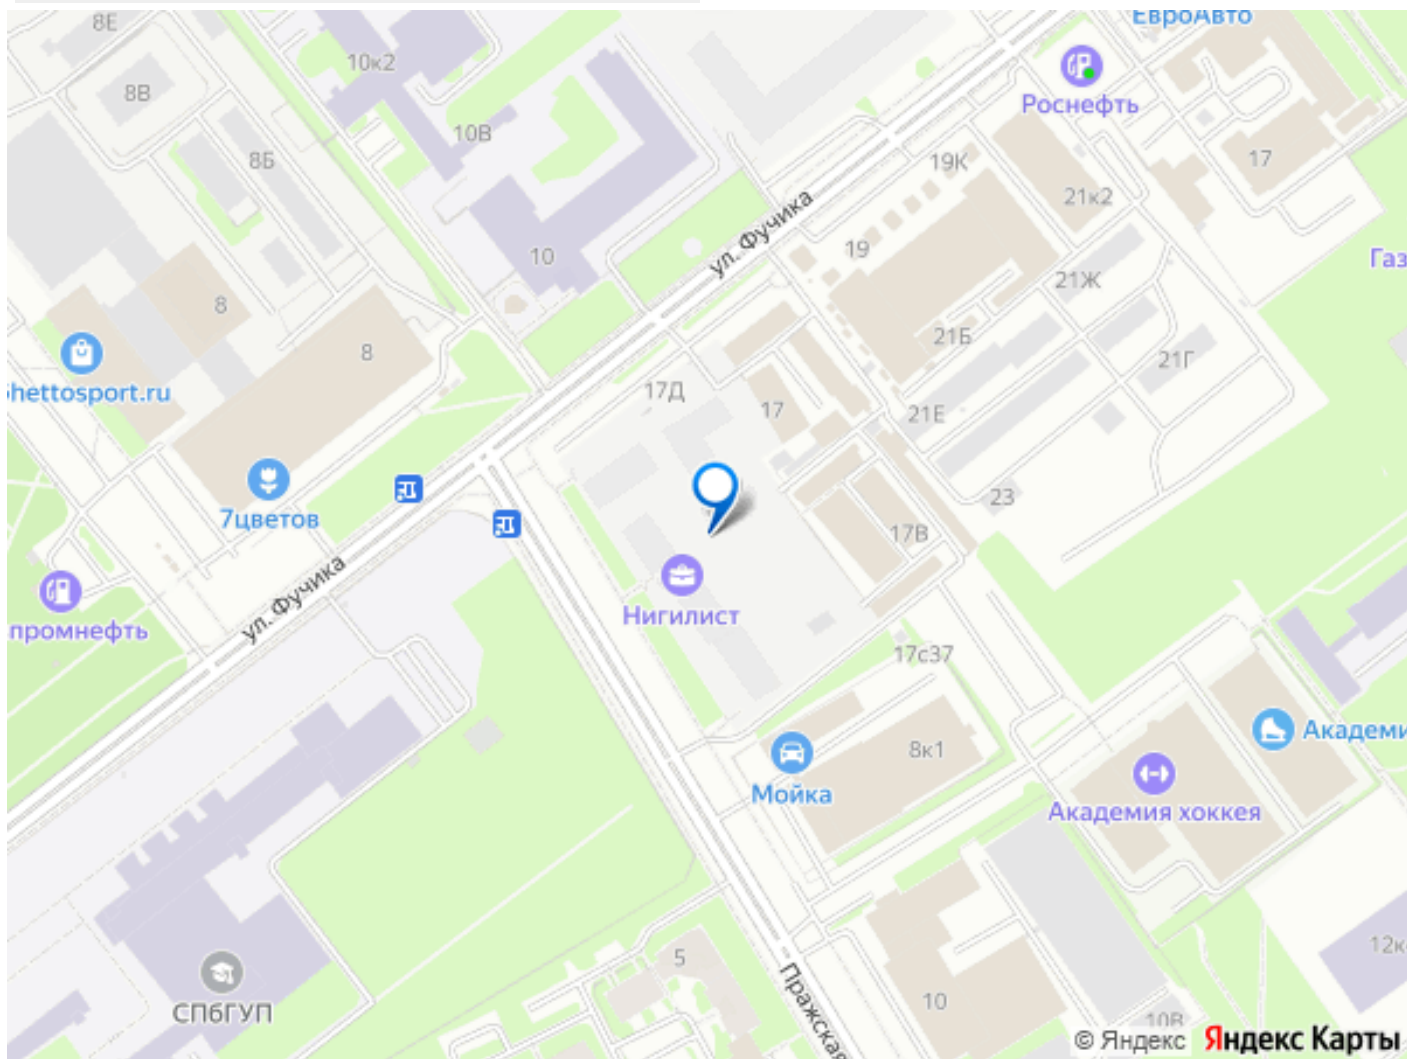 8Е
ЕвроАвто
10к2
8В
Роснефть
10В
8Б
19К
17
21к2
ул. Фучика
10
19
Газ
21Ж
8
21Б
8
21Г
hettosport.ru
17Д
17
21Е
7цветов
23
17В
ул. Фучика
Нигилист
промнефть
17с37
Академи
8к1
Мойка
Академия хоккея
12к
5
СПбГУП
Пражская
10
10В
© Яндекс Яндекс Карты